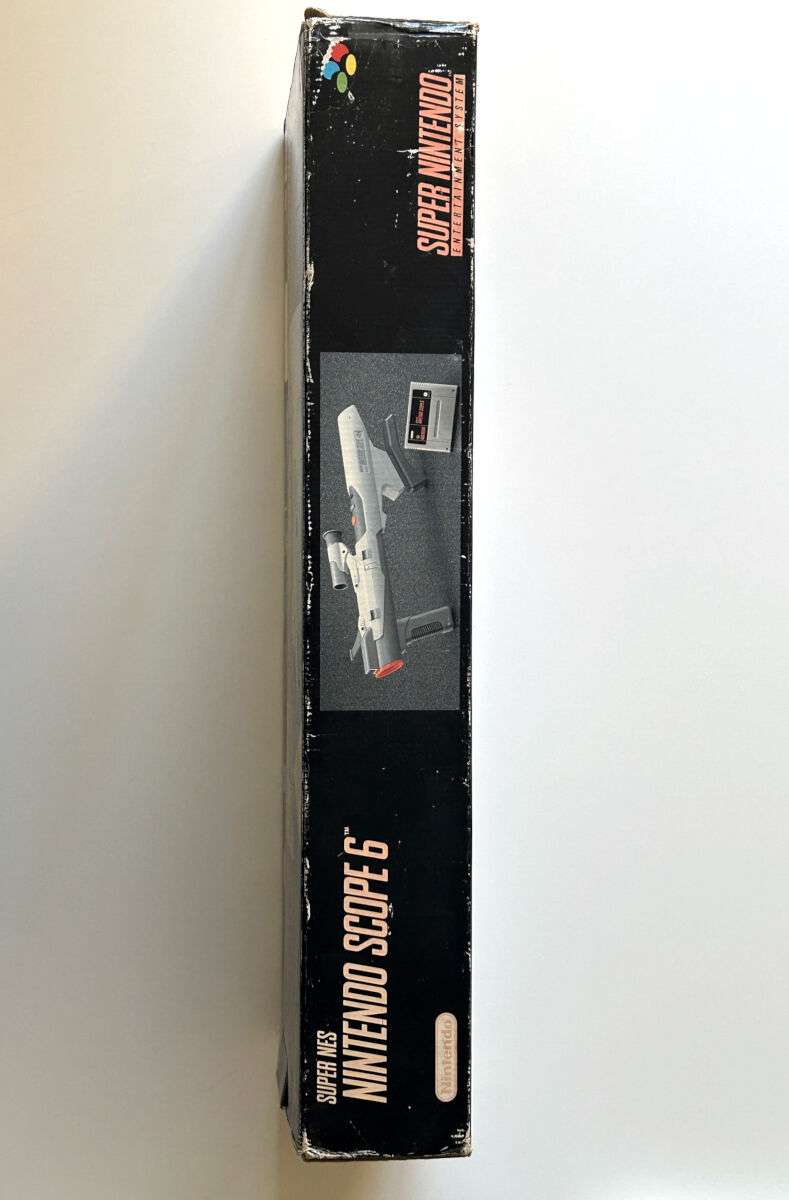 SUPER NES
NINTENDO SCOPE 6™
Nintendo
SUPER NINTENDO
ENTERTAINMENT SYSTEM